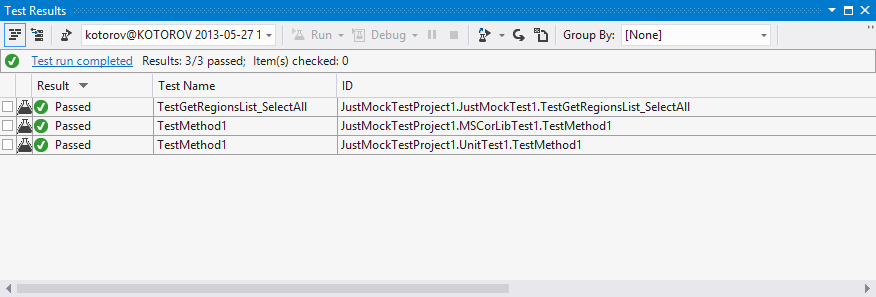 Test Results
kotorov@KOTOROV 2013-05-27 1 Run Debug Group By: [None]
Test run completed Results: 3/3 passed; Item(s) checked: 0
Result Test Name ID
Passed TestGetRegionsList_SelectAll JustMockTestProject1.JustMockTest1.TestGetRegionsList_SelectAll
Passed TestMethod1 JustMockTestProject1.MSCorLibTest1.TestMethod1
Passed TestMethod1 JustMockTestProject1.UnitTest1.TestMethod1